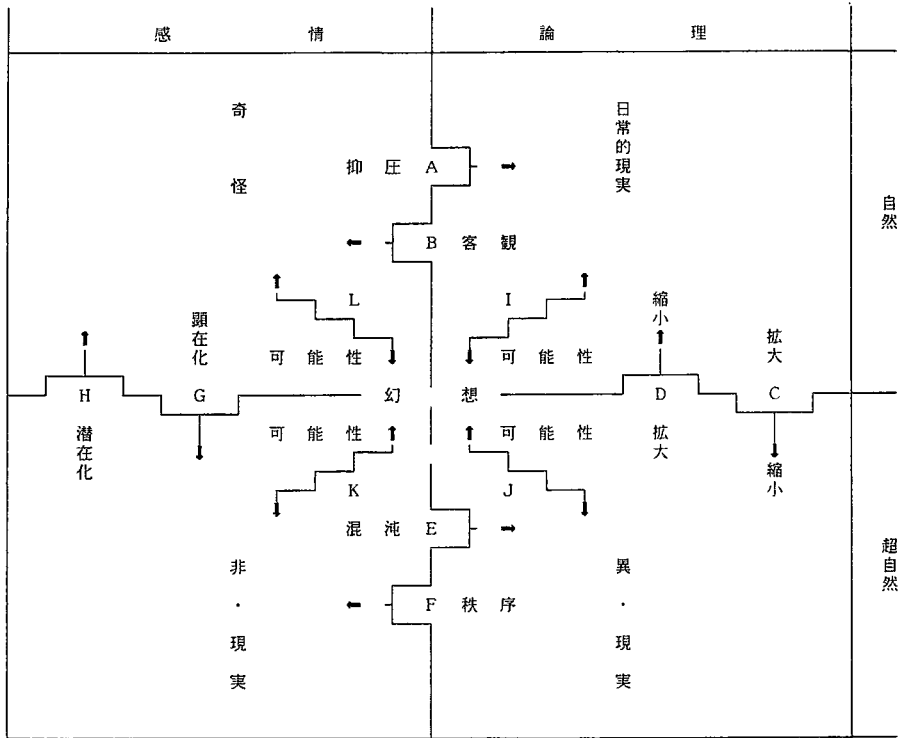 感情 論理
奇怪
日常的現実
自然
抑圧 A
B 客観
L
I
顕在化
縮小
拡大
可能性
可能性
H
G
幻想
D
C
潜在化
可能性
可能性
拡大
縮小
K
J
混沌 E
F 秩序
非・現実
異・現実
超自然